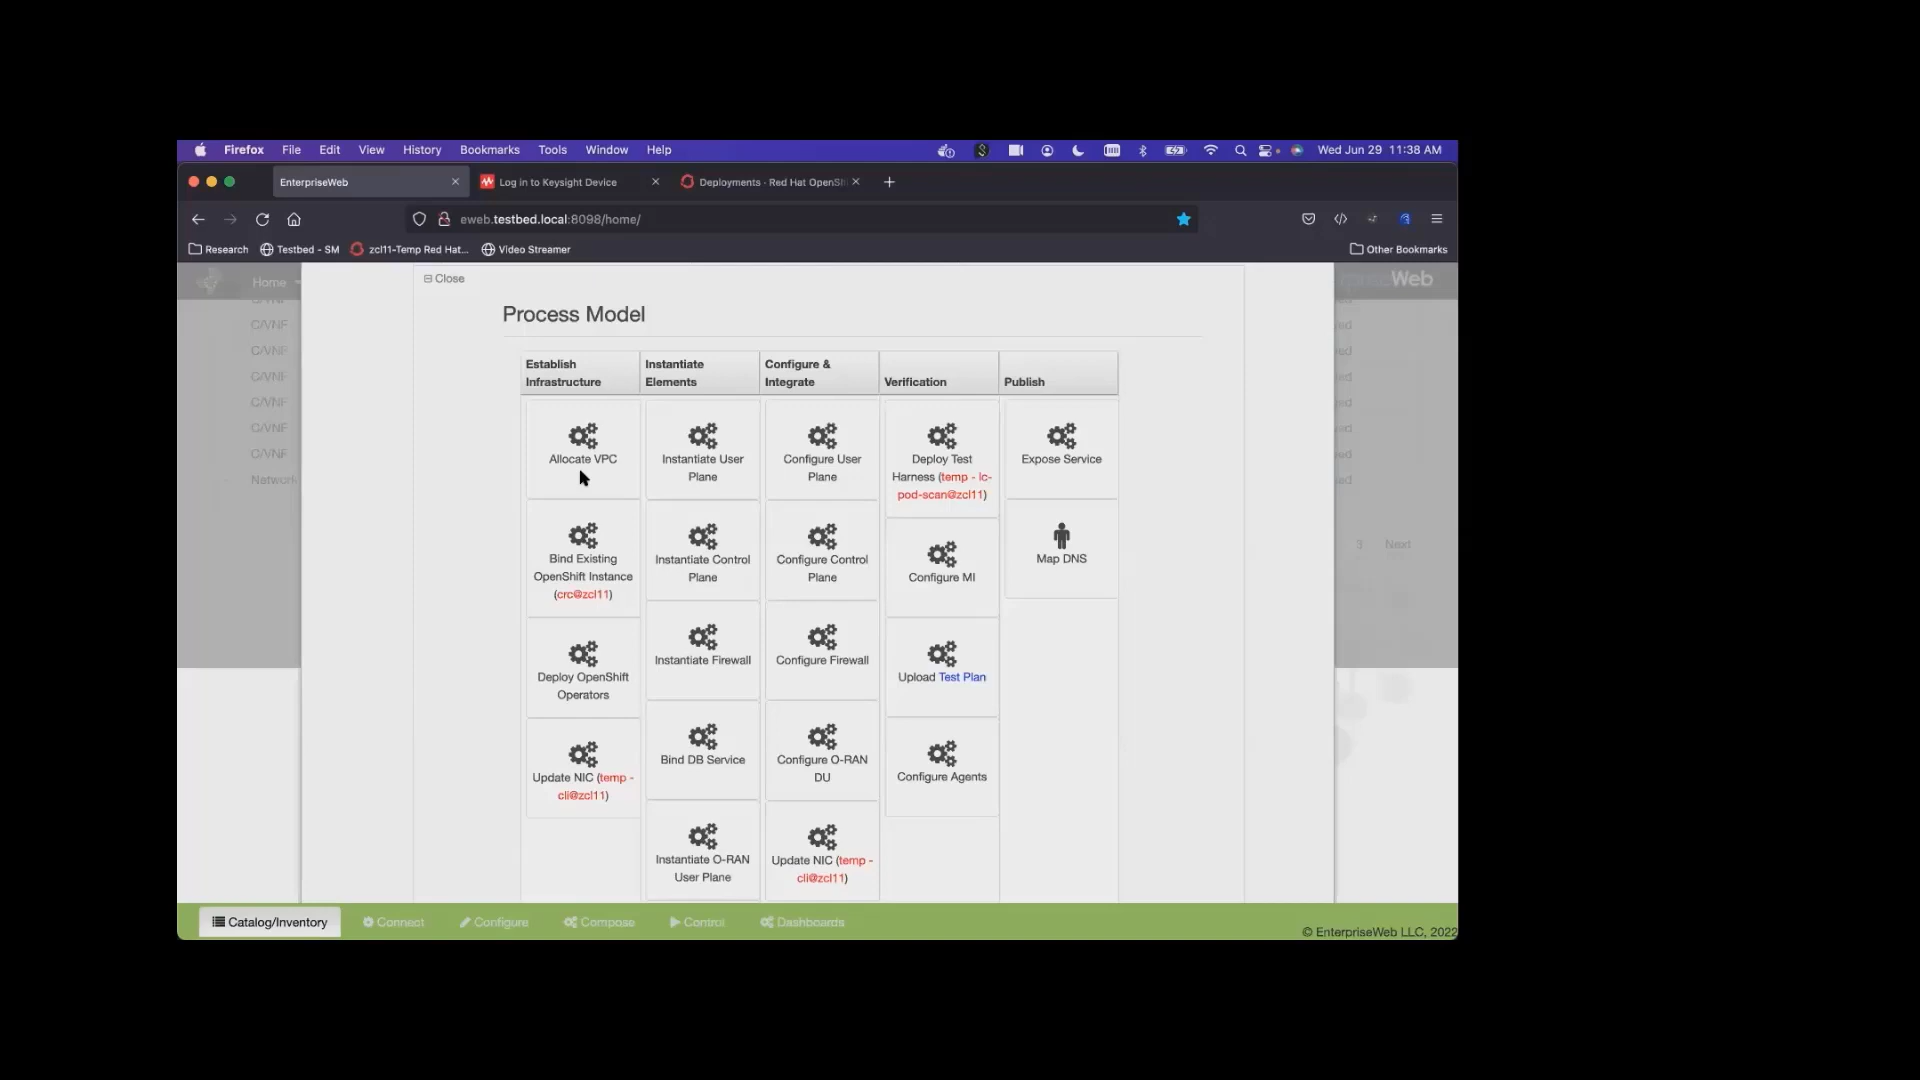 Firefox File Edit View History Bookmarks Tools Window Help Wed Jun 29 11:38 AM
EnterpriseWeb Log in to Keysight Device Deployments · Red Hat OpenShi
eweb.testbed.local:8098/home/
Research Testbed - SM zcl11-Temp Red Hat... Video Streamer Other Bookmarks
Home Web
Close
Process Model
Establish Infrastructure
Instantiate Elements
Configure & Integrate
Verification
Publish
Allocate VPC
Bind Existing
OpenShift Instance
(crc@zcl11)
Deploy OpenShift
Operators
Update NIC (temp -
cli@zcl11)
Instantiate User
Plane
Instantiate Control
Plane
Instantiate Firewall
Bind DB Service
Instantiate O-RAN
User Plane
Configure User
Plane
Configure Control
Plane
Configure Firewall
Configure O-RAN
DU
Update NIC (temp -
cli@zcl11)
Deploy Test
Harness (temp - lc-
pod-scan@zcl11)
Configure MI
Upload Test Plan
Configure Agents
Expose Service
Map DNS
C/VNF
C/VNF
C/VNF
C/VNF
C/VNF
C/VNF
Network
3 Next
Catalog/Inventory Connect Configure Compose Control Dashboards
© EnterpriseWeb LLC, 2022